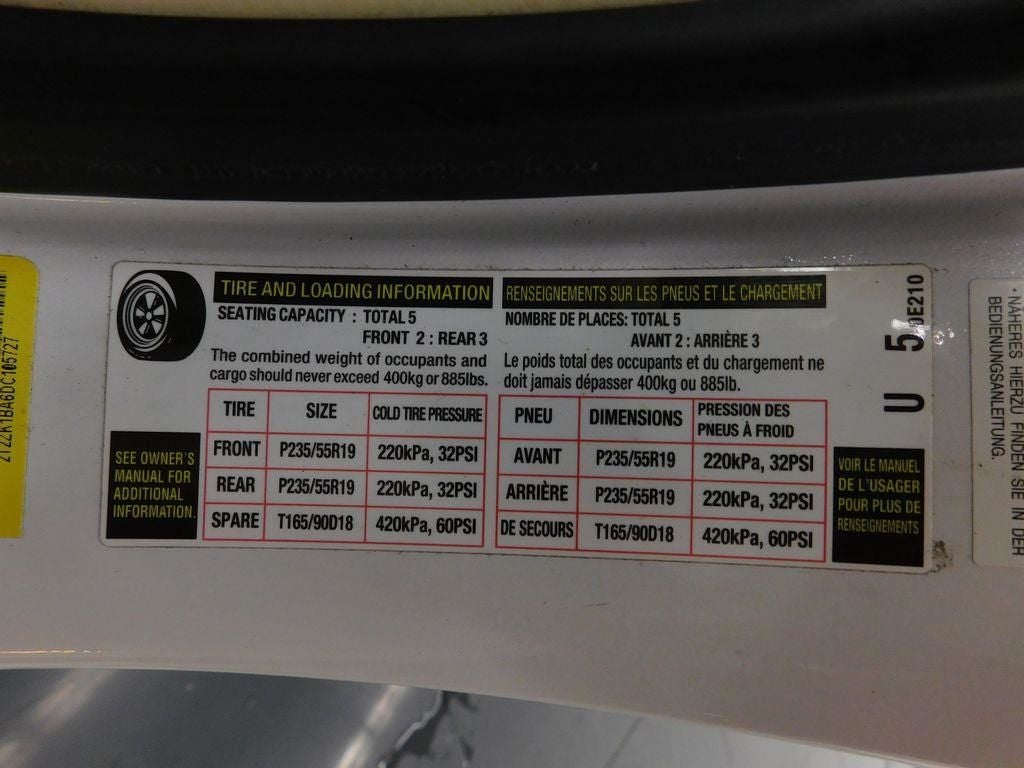 TIRE AND LOADING INFORMATION
SEATING CAPACITY : TOTAL 5
FRONT 2 : REAR 3
The combined weight of occupants and
cargo should never exceed 400kg or 885lbs.
TIRE SIZE COLD TIRE PRESSURE
FRONT P235/55R19 220kPa, 32PSI
REAR P235/55R19 220kPa, 32PSI
SPARE T165/90D18 420kPa, 60PSI
SEE OWNER'S
MANUAL FOR
ADDITIONAL
INFORMATION.
RENSEIGNEMENTS SUR LES PNEUS ET LE CHARGEMENT
NOMBRE DE PLACES: TOTAL 5
AVANT 2 : ARRIÈRE 3
Le poids total des occupants et du chargement ne
doit jamais dépasser 400kg ou 885lb.
PNEU DIMENSIONS PRESSION DES
PNEUS À FROID
AVANT P235/55R19 220kPa, 32PSI
ARRIÈRE P235/55R19 220kPa, 32PSI
DE SECOURS T165/90D18 420kPa, 60PSI
VOIR LE MANUEL
DE L'USAGER
POUR PLUS DE
RENSEIGNEMENTS
U 5 0E210
2T2ZK1BA6DC105727
· NÄHERES HIERZU FINDEN SIE IN DER
BEDIENUNGSANLEITUNG.